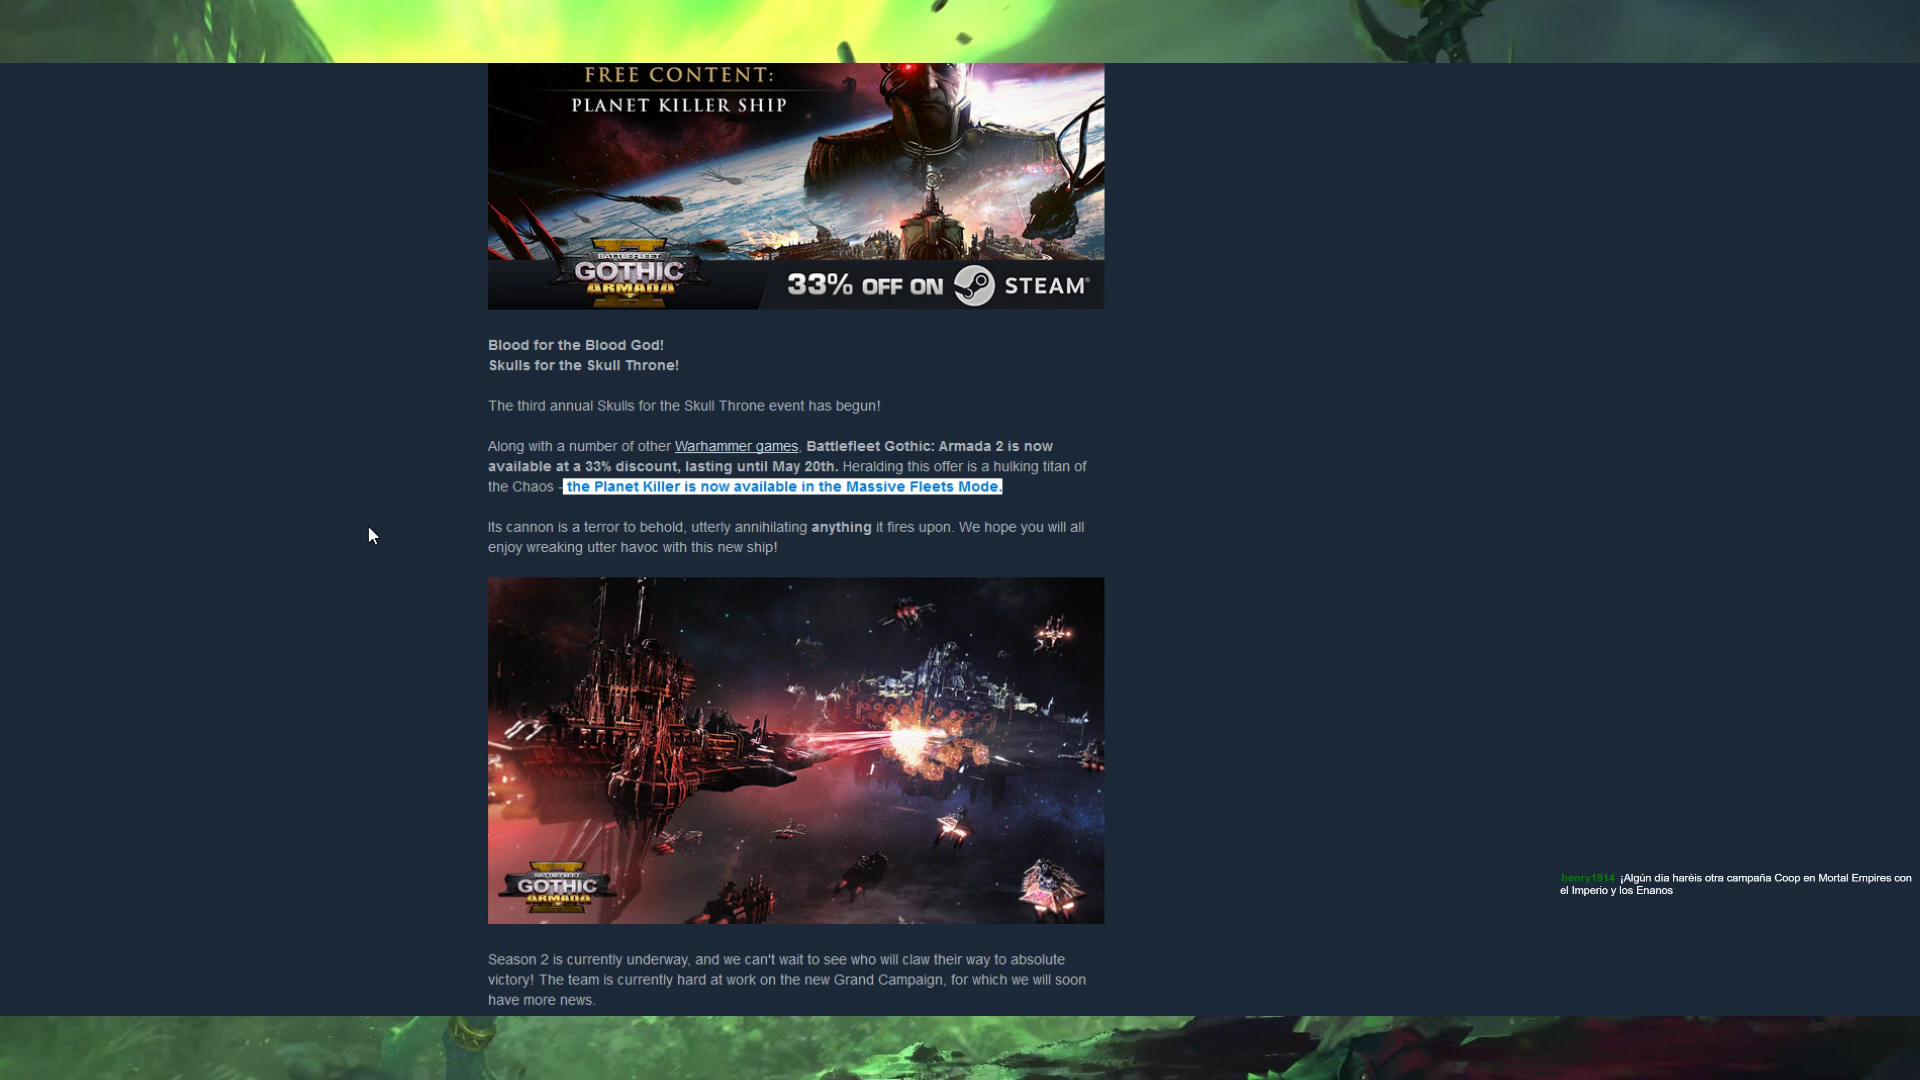 FREE CONTENT:
PLANET KILLER SHIP
BATTLEFLEET
GOTHIC
ARMADA
II
33% OFF ON STEAM
Blood for the Blood God!
Skulls for the Skull Throne!
The third annual Skulls for the Skull Throne event has begun!
Along with a number of other Warhammer games, Battlefleet Gothic: Armada 2 is now
available at a 33% discount, lasting until May 20th. Heralding this offer is a hulking titan of
the Chaos - the Planet Killer is now available in the Massive Fleets Mode.
Its cannon is a terror to behold, utterly annihilating anything it fires upon. We hope you will all
enjoy wreaking utter havoc with this new ship!
BATTLEFLEET
GOTHIC
ARMADA
II
henry1914 ¡Algún día haréis otra campaña Coop en Mortal Empires con
el Imperio y los Enanos
Season 2 is currently underway, and we can't wait to see who will claw their way to absolute
victory! The team is currently hard at work on the new Grand Campaign, for which we will soon
have more news.